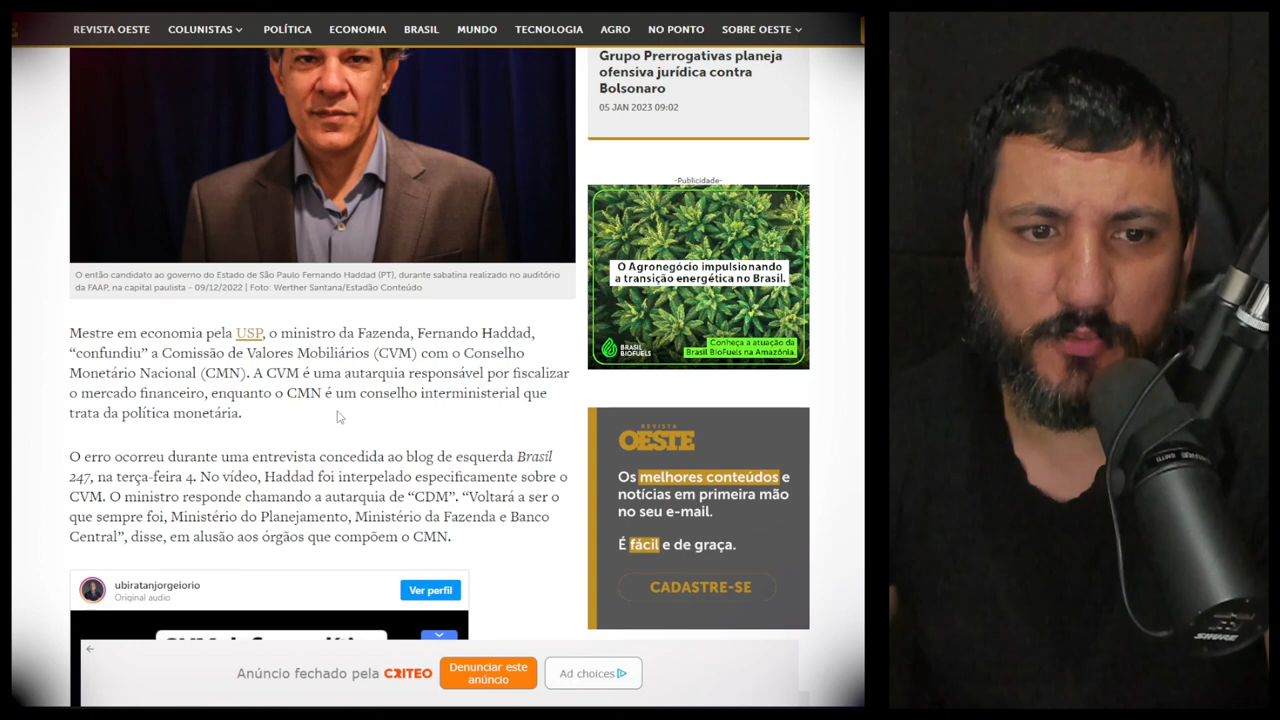 REVISTA OESTE COLUNISTAS POLÍTICA ECONOMIA BRASIL MUNDO TECNOLOGIA AGRO NO PONTO SOBRE OESTE
O então candidato ao governo do Estado de São Paulo Fernando Haddad (PT), durante sabatina realizado no auditório
da FAAP, na capital paulista - 09/12/2022 | Foto: Werther Santana/Estadão Conteúdo
Mestre em economia pela USP, o ministro da Fazenda, Fernando Haddad,
“confundiu” a Comissão de Valores Mobiliários (CVM) com o Conselho
Monetário Nacional (CMN). A CVM é uma autarquia responsável por fiscalizar
o mercado financeiro, enquanto o CMN é um conselho interministerial que
trata da política monetária.
O erro ocorreu durante uma entrevista concedida ao blog de esquerda Brasil
247, na terça-feira 4. No vídeo, Haddad foi interpelado especificamente sobre o
CVM. O ministro responde chamando a autarquia de “CDM”. “Voltará a ser o
que sempre foi, Ministério do Planejamento, Ministério da Fazenda e Banco
Central”, disse, em alusão aos órgãos que compõem o CMN.
ubiratanjorgeiorio
Original audio
Ver perfil
Grupo Prerrogativas planeja
ofensiva jurídica contra
Bolsonaro
05 JAN 2023 09:02
-Publicidade-
O Agronegócio impulsionando
a transição energética no Brasil.
BRASIL
BIOFUELS
Conheça a atuação da
Brasil BioFuels na Amazônia.
REVISTA
OESTE
Os melhores conteúdos e
notícias em primeira mão
no seu e-mail.
É fácil e de graça.
CADASTRE-SE
Anúncio fechado pela CRITEO
Denunciar este
anúncio
Ad choices
SHURE